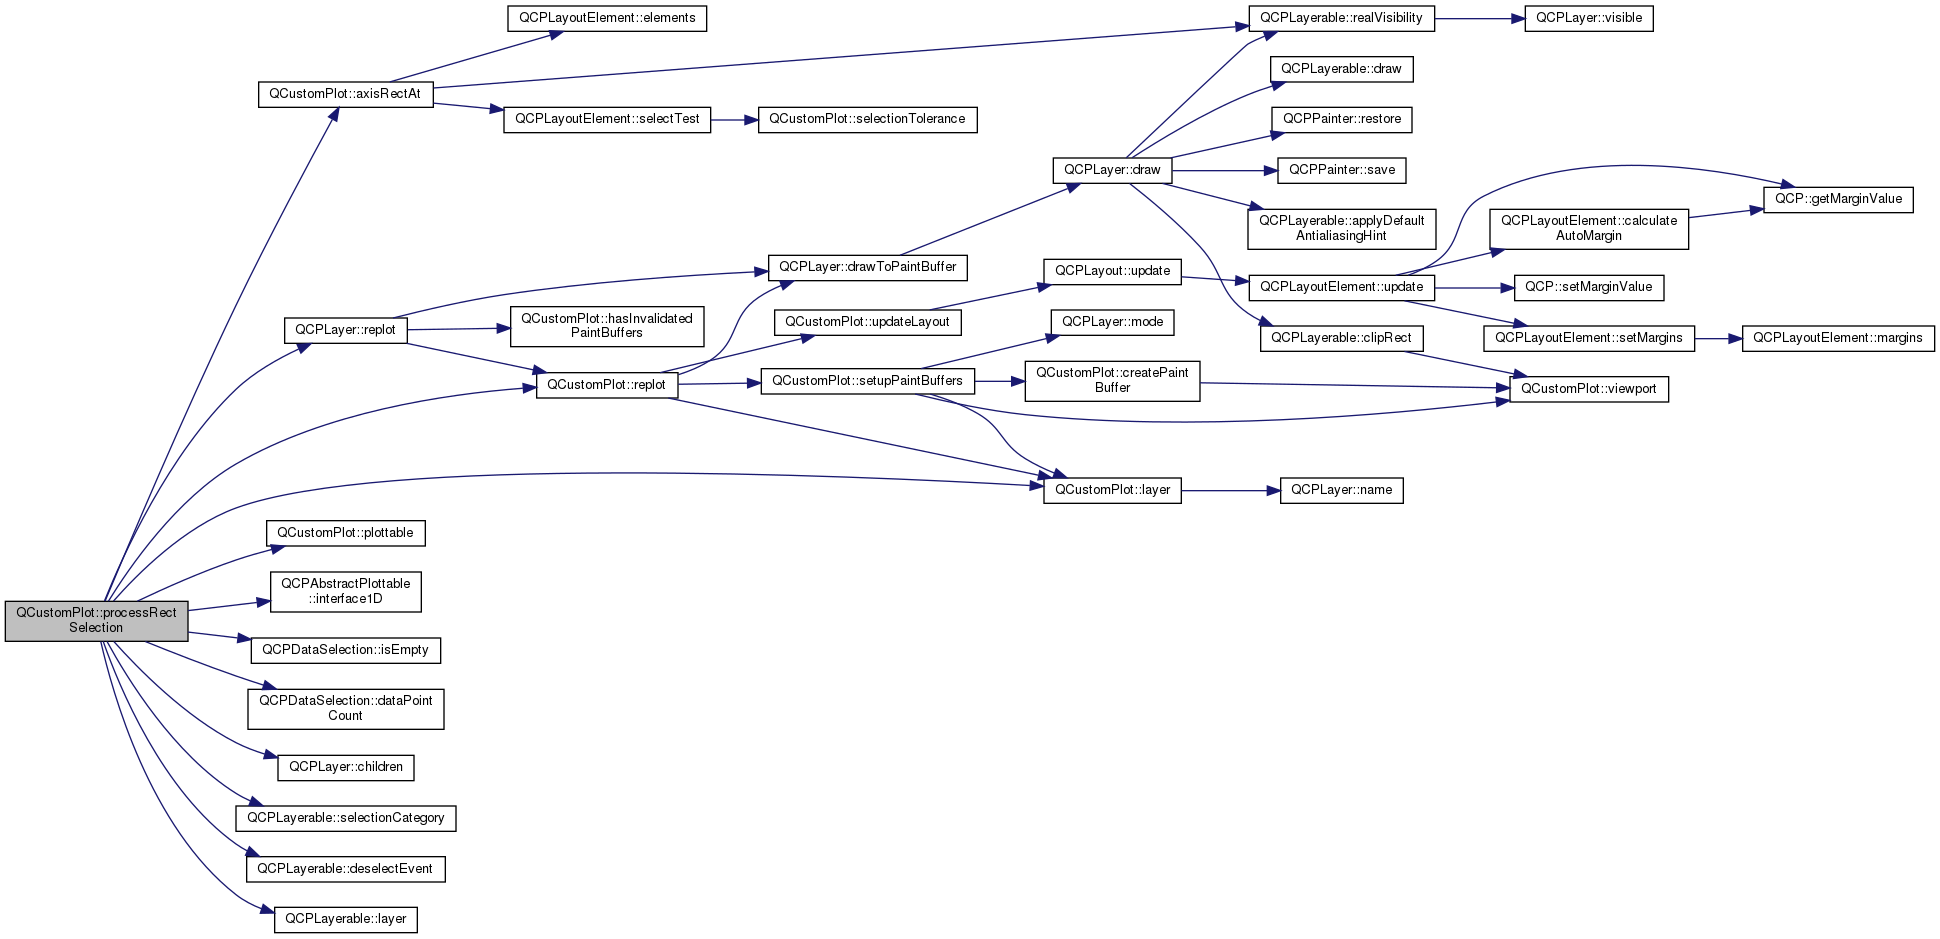 QCPLayoutElement::elements
QCPLayerable::realVisibility
QCPLayer::visible
QCustomPlot::axisRectAt
QCPLayerable::draw
QCPLayoutElement::selectTest
QCustomPlot::selectionTolerance
QCPPainter::restore
QCPLayer::draw
QCPPainter::save
QCP::getMarginValue
QCPLayerable::applyDefault
AntialiasingHint
QCPLayoutElement::calculate
AutoMargin
QCPLayer::drawToPaintBuffer
QCPLayout::update
QCPLayoutElement::update
QCP::setMarginValue
QCPLayer::replot
QCustomPlot::hasInvalidated
PaintBuffers
QCustomPlot::updateLayout
QCPLayer::mode
QCPLayerable::clipRect
QCPLayoutElement::setMargins
QCPLayoutElement::margins
QCustomPlot::replot
QCustomPlot::setupPaintBuffers
QCustomPlot::createPaint
Buffer
QCustomPlot::viewport
QCustomPlot::layer
QCPLayer::name
QCustomPlot::plottable
QCPAbstractPlottable
::interface1D
QCustomPlot::processRect
Selection
QCPDataSelection::isEmpty
QCPDataSelection::dataPoint
Count
QCPLayer::children
QCPLayerable::selectionCategory
QCPLayerable::deselectEvent
QCPLayerable::layer